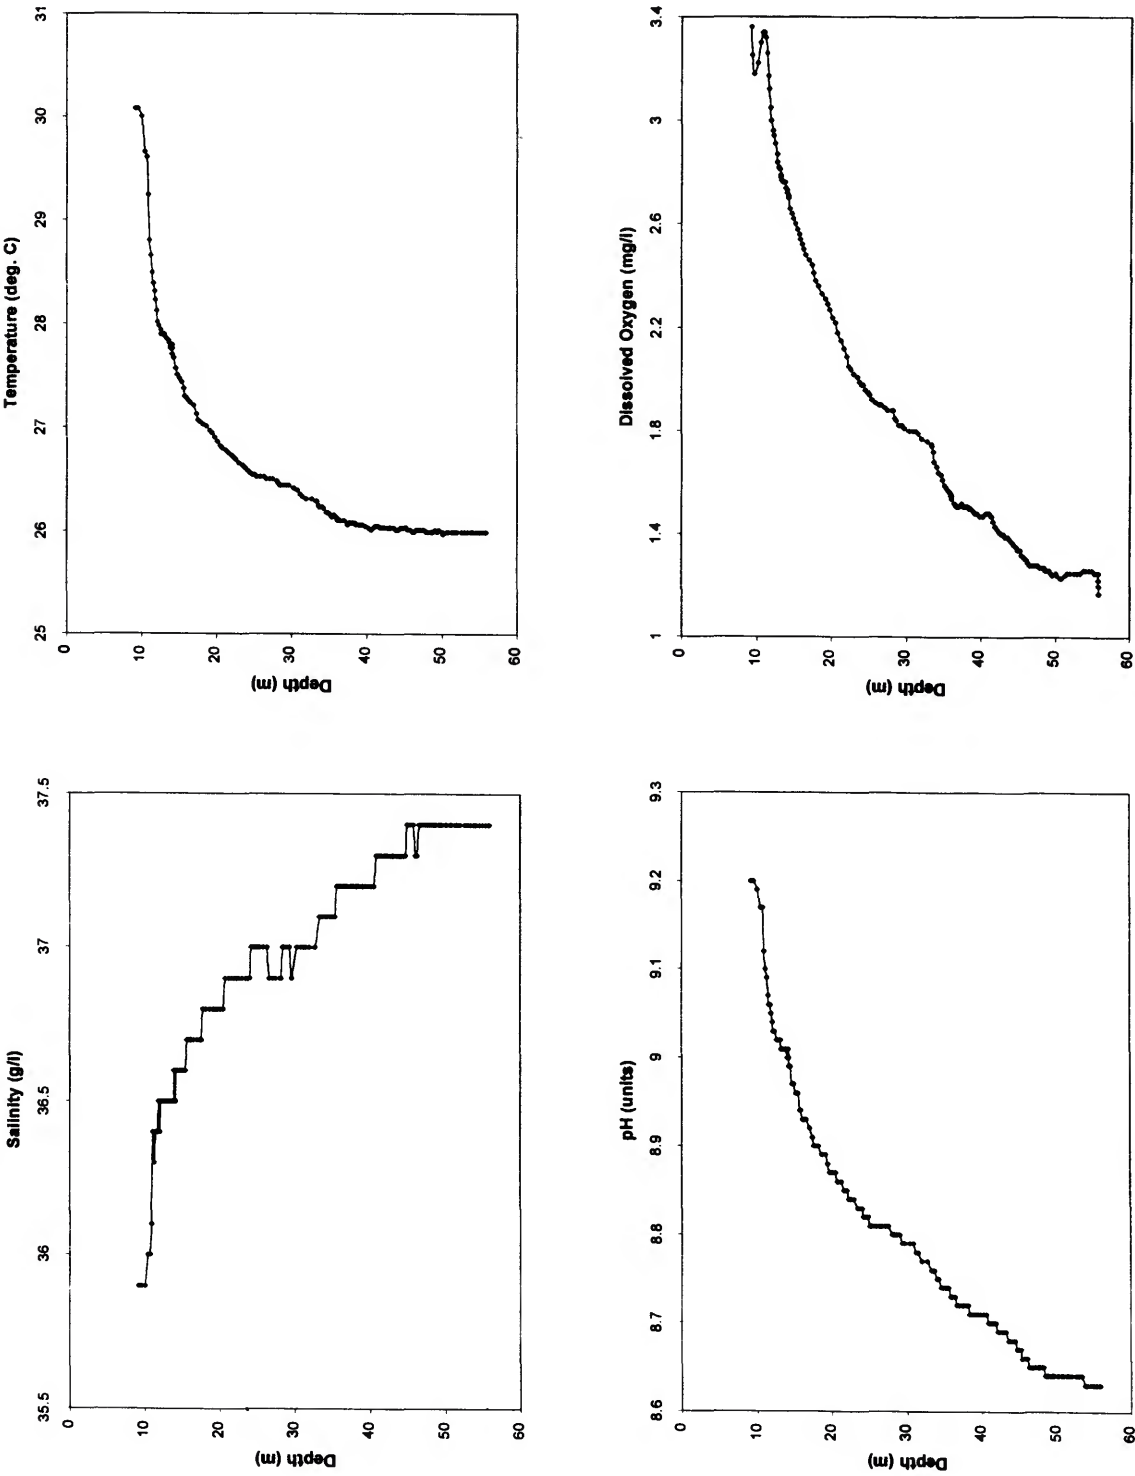 Salinity (g/l)
35.5 36 36.5 37 37.5
0
10
20
30
40
50
60
Depth (m)
Temperature (deg. C)
25 26 27 28 29 30 31
0
10
20
30
40
50
60
Depth (m)
pH (units)
8.6 8.7 8.8 8.9 9 9.1 9.2 9.3
0
10
20
30
40
50
60
Depth (m)
Dissolved Oxygen (mg/l)
1 1.4 1.8 2.2 2.6 3 3.4
0
10
20
30
40
50
60
Depth (m)